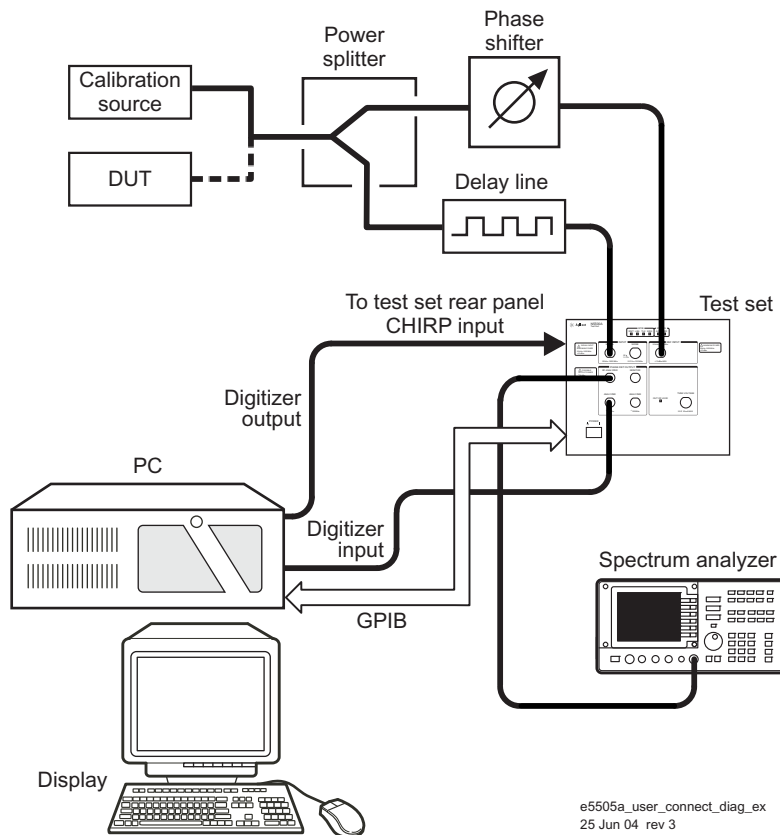 Phase
shifter
Power
splitter
Calibration
source
DUT
Delay line
To test set rear panel
CHIRP input
Test set
Digitizer
output
PC
Digitizer
input
Spectrum analyzer
GPIB
Display
e5505a_user_connect_diag_ex
25 Jun 04 rev 3